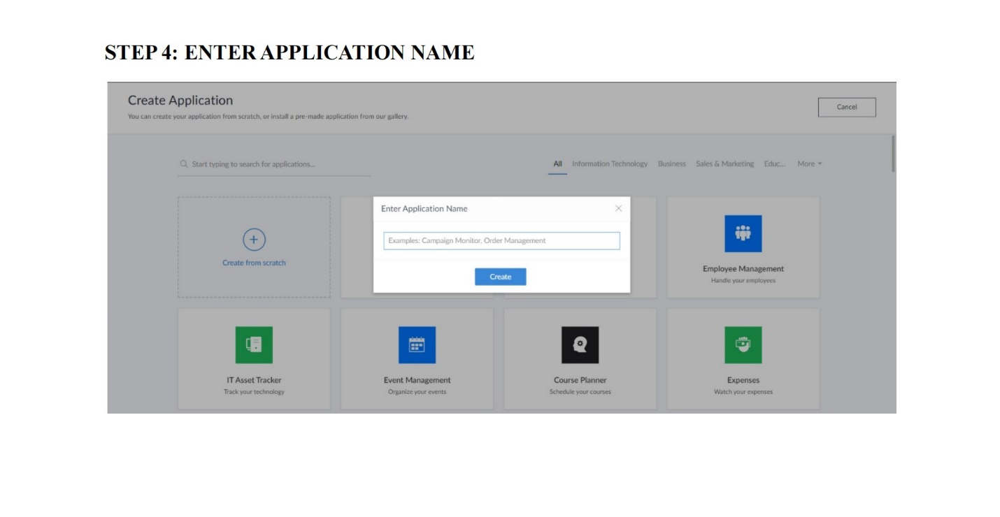 STEP 4: ENTER APPLICATION NAME
Create Application
You can create your application from scratch, or install a pre-made application from our gallery.
Cancel
Start typing to search for applications...
All Information Technology Business Sales & Marketing Educ... More
Enter Application Name
Examples: Campaign Monitor, Order Management
Create
Create from scratch
Employee Management
Handle your employees
IT Asset Tracker
Track your technology
Event Management
Organize your events
Course Planner
Schedule your courses
Expenses
Watch your expenses